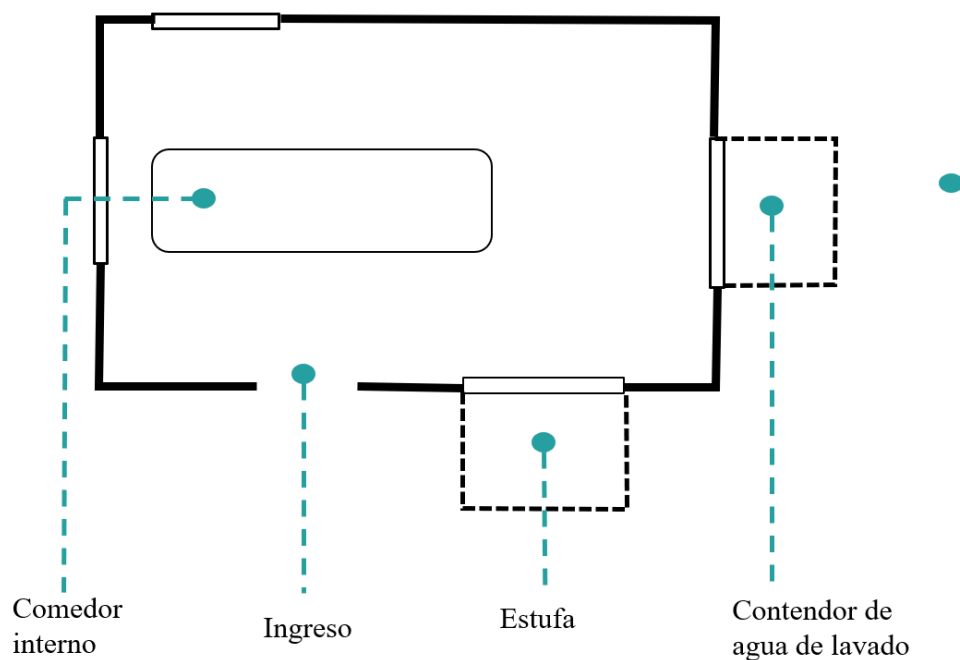 Comedor
interno
Ingreso
Estufa
Contendor de
agua de lavado